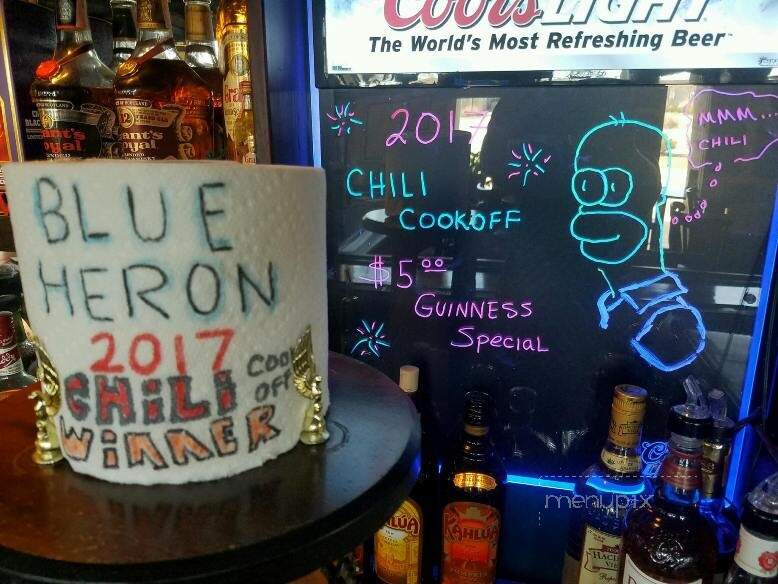 Coors LIGHT
The World's Most Refreshing Beer
2017
CHILI
COOKOFF
$5.00
GUINNESS
Special
MMM...
CHILI
BLUE
HERON
2017
CHiLi COOK
OFF
WiNNER
KAHLÚA
menupix